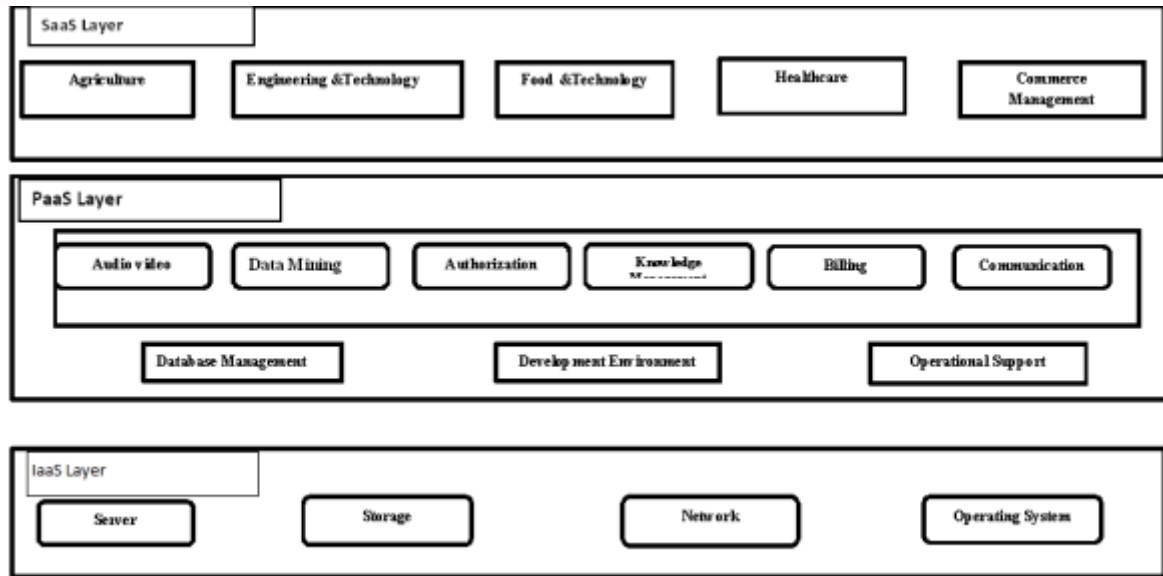 SaaS Layer
Agriculture
Engineering &Technology
Food &Technology
Healthcare
Commerce
Management
PaaS Layer
Audio video
Data Mining
Authorization
Knowledge
Management
Billing
Communication
Database Management
Development Environment
Operational Support
IaaS Layer
Server
Storage
Network
Operating System